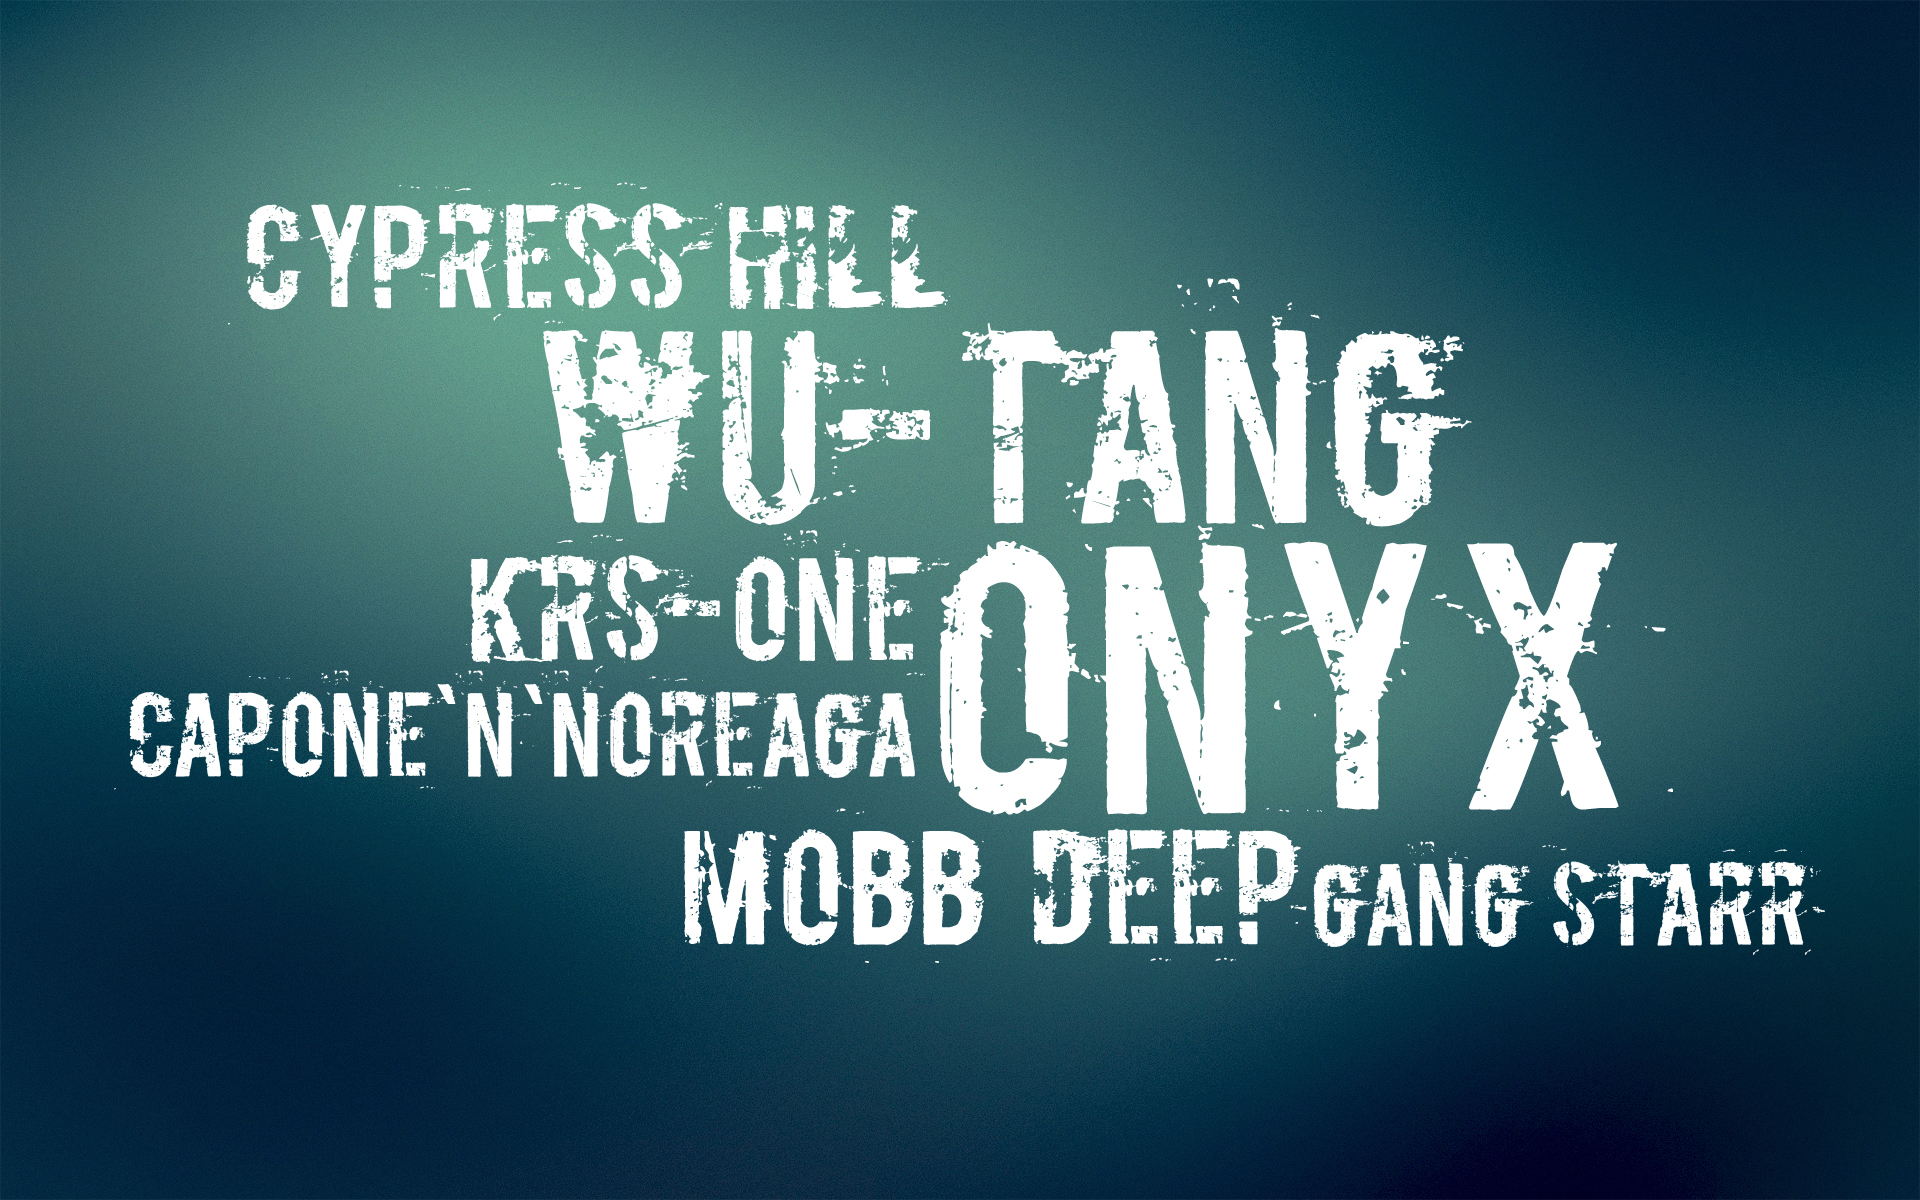 CYPRESS HILL
WU-TANG
KRS-ONE
ONYX
CAPONE`N`NOREAGA
MOBB DEEP
GANG STARR